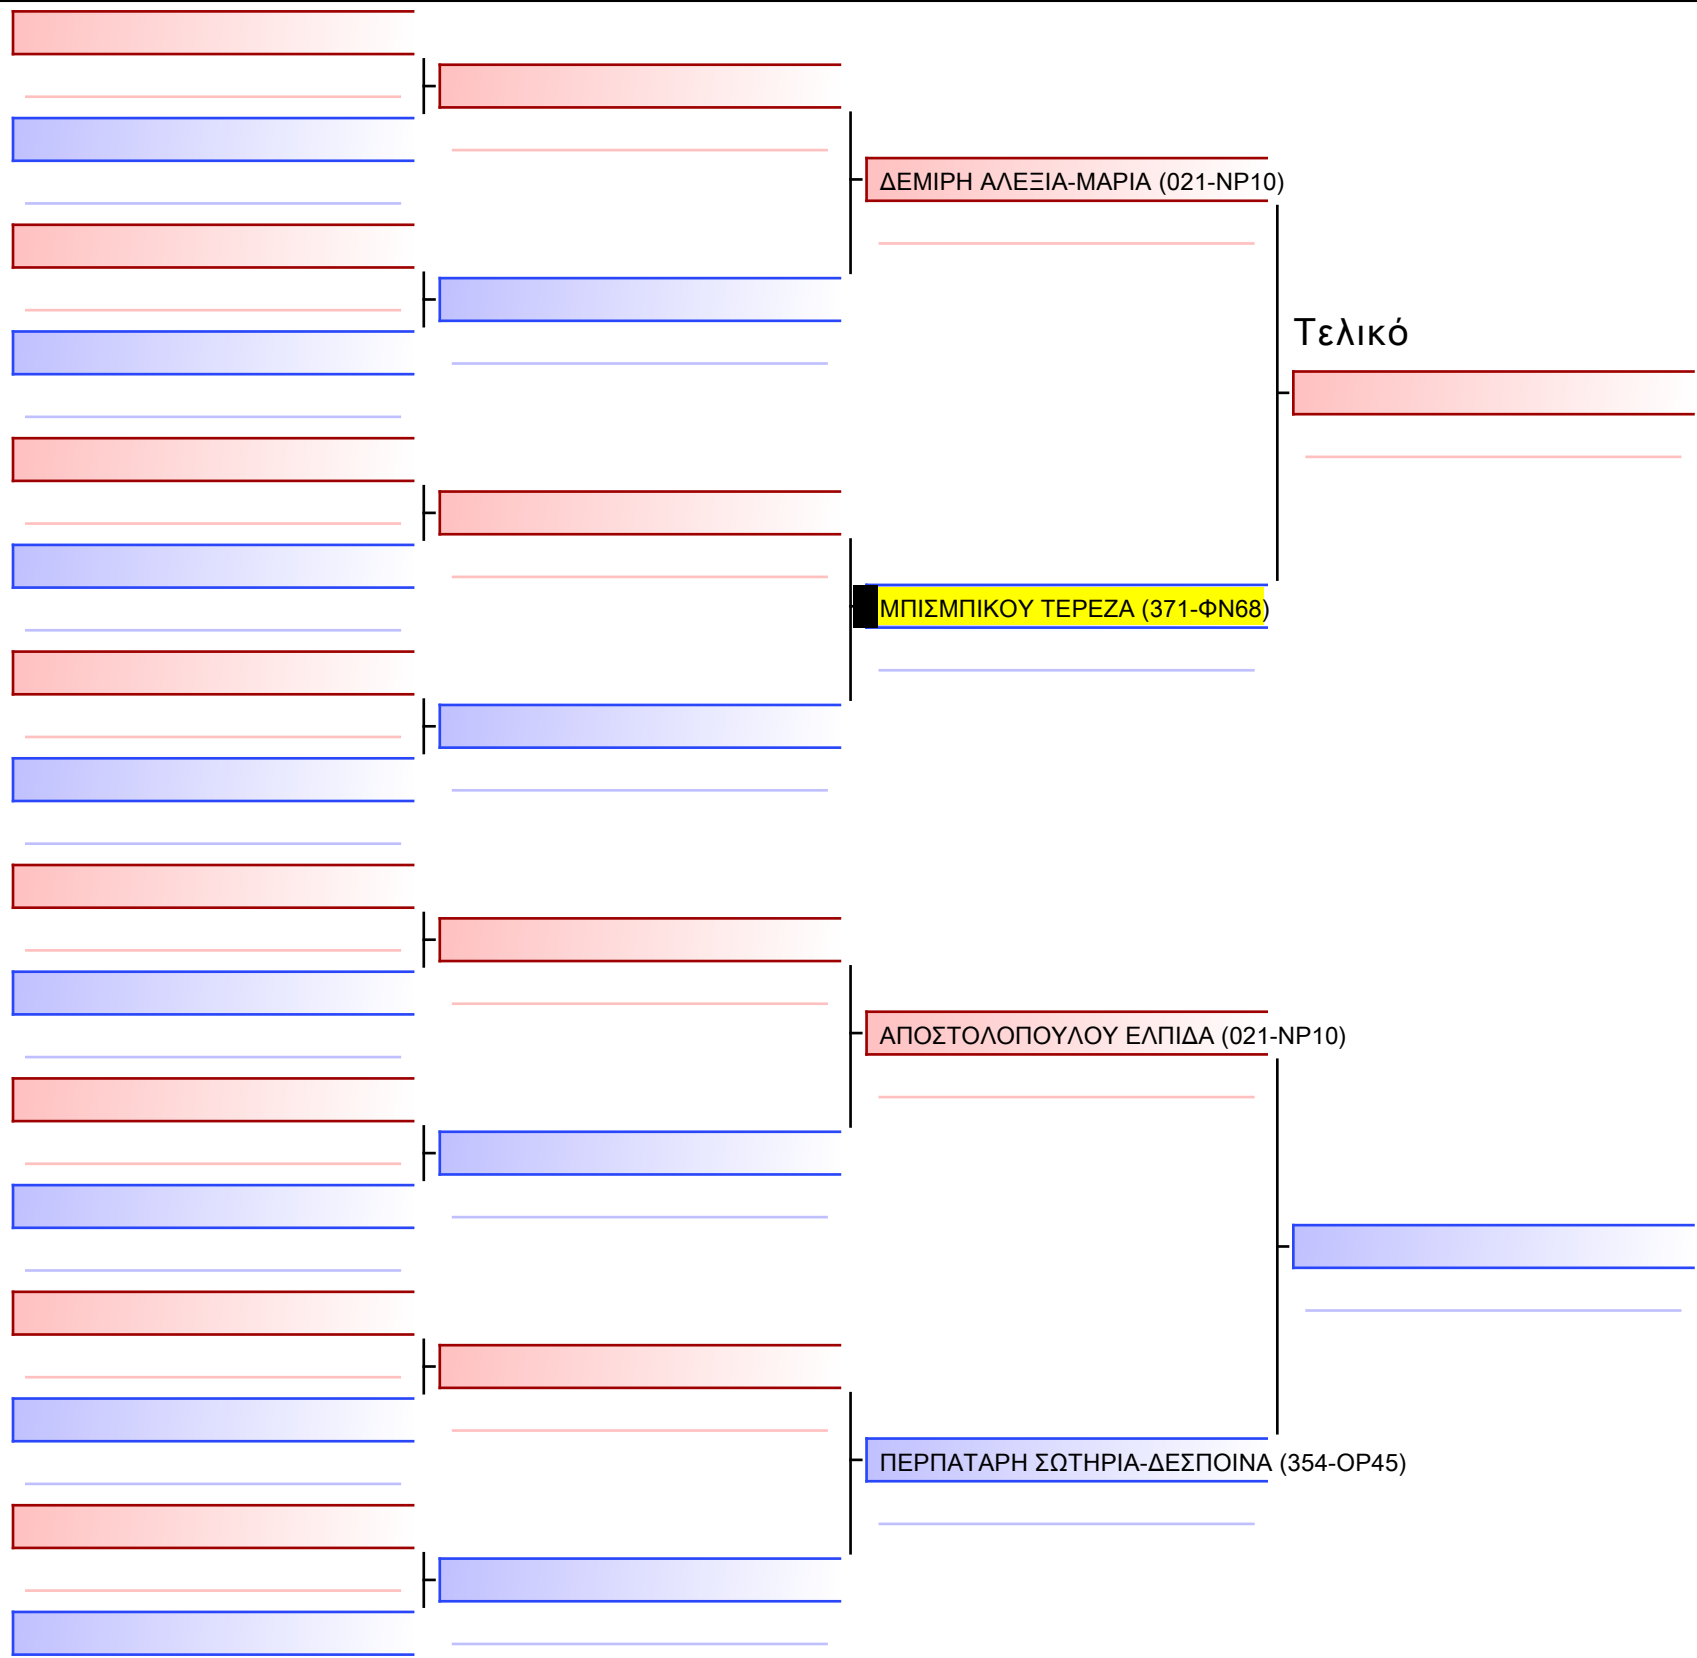 ΔΕΜΙΡΗ ΑΛΕΞΙΑ-ΜΑΡΙΑ (021-ΝΡ10)
Τελικό
ΜΠΙΣΜΠΙΚΟΥ ΤΕΡΕΖΑ (371-ΦΝ68)
ΑΠΟΣΤΟΛΟΠΟΥΛΟΥ ΕΛΠΙΔΑ (021-ΝΡ10)
ΠΕΡΠΑΤΑΡΗ ΣΩΤΗΡΙΑ-ΔΕΣΠΟΙΝΑ (354-ΟΡ45)